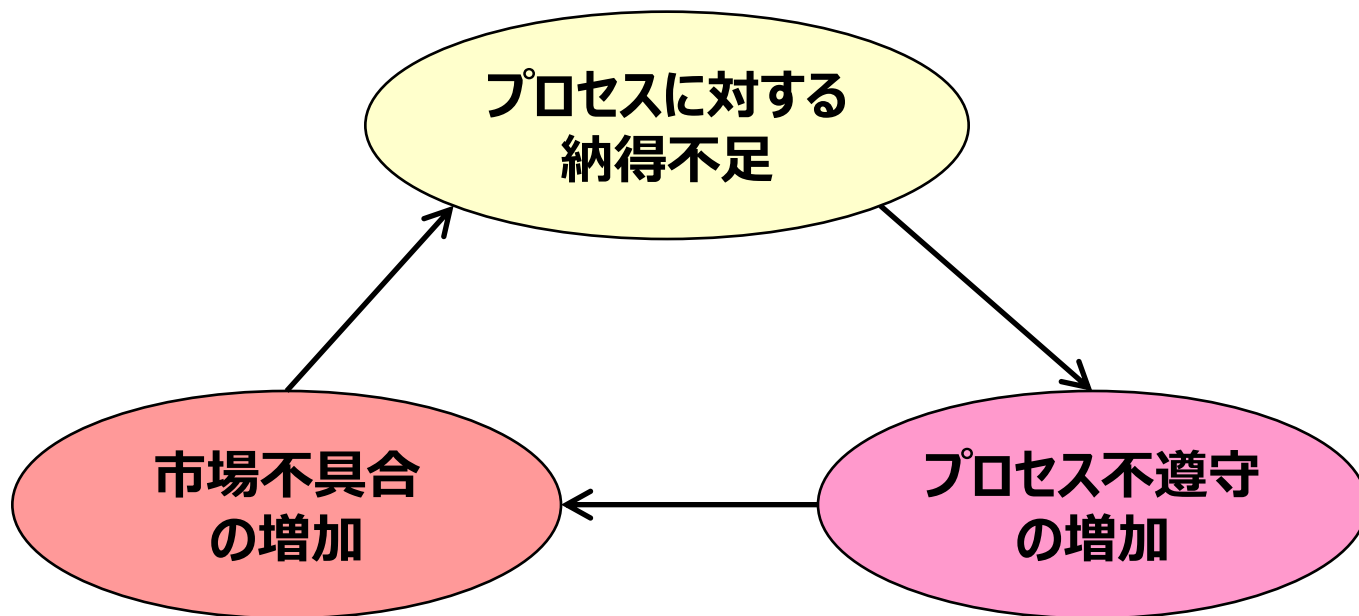 プロセスに対する
納得不足
市場不具合
の増加
プロセス不遵守
の増加